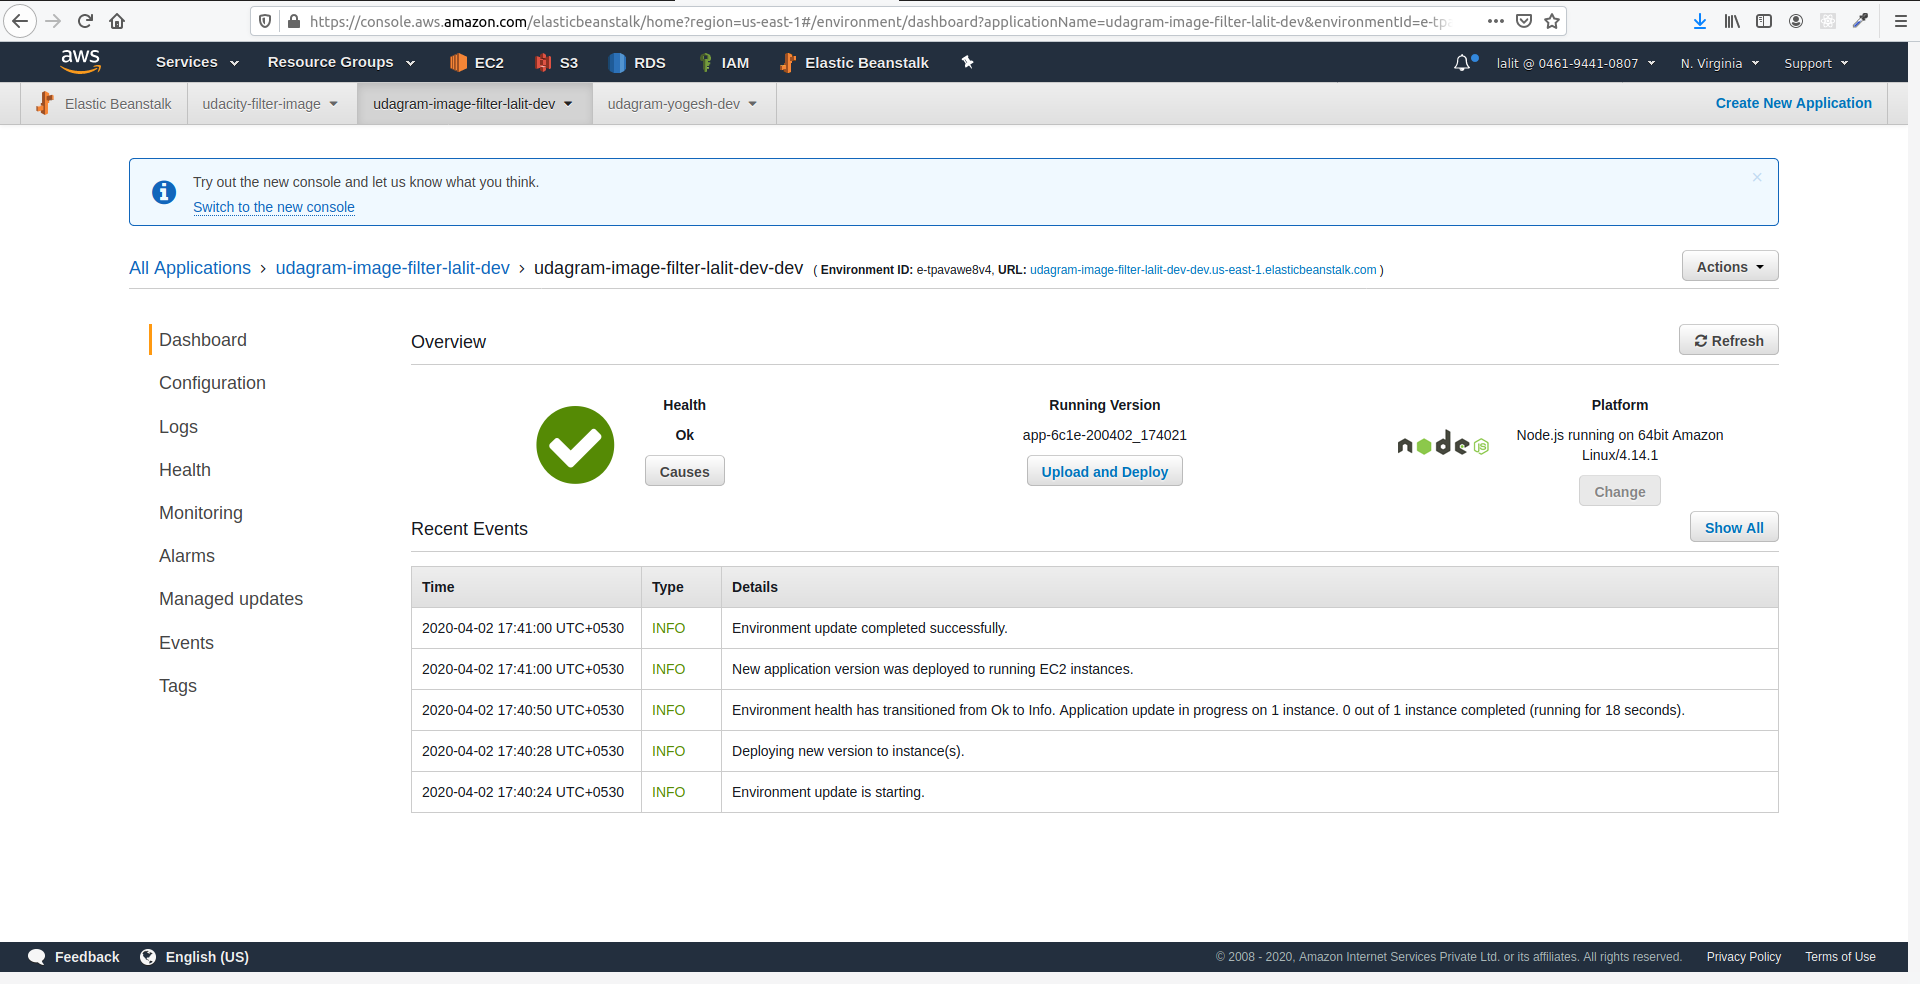 https://console.aws.amazon.com/elasticbeanstalk/home?region=us-east-1#/environment/dashboard?applicationName=udagram-image-filter-lalit-dev&environmentId=e-tpa
aws Services Resource Groups EC2 S3 RDS IAM Elastic Beanstalk lalit @ 0461-9441-0807 N. Virginia Support
Elastic Beanstalk udacity-filter-image udagram-image-filter-lalit-dev udagram-yogesh-dev Create New Application
Try out the new console and let us know what you think.
Switch to the new console
All Applications > udagram-image-filter-lalit-dev > udagram-image-filter-lalit-dev-dev ( Environment ID: e-tpavawe8v4, URL: udagram-image-filter-lalit-dev-dev.us-east-1.elasticbeanstalk.com )
Actions
Dashboard
Configuration
Logs
Health
Monitoring
Alarms
Managed updates
Events
Tags
Overview
Refresh
Health
Ok
Causes
Running Version
app-6c1e-200402_174021
Upload and Deploy
node JS
Platform
Node.js running on 64bit Amazon
Linux/4.14.1
Change
Recent Events
Show All
Time Type Details
2020-04-02 17:41:00 UTC+0530 INFO Environment update completed successfully.
2020-04-02 17:41:00 UTC+0530 INFO New application version was deployed to running EC2 instances.
2020-04-02 17:40:50 UTC+0530 INFO Environment health has transitioned from Ok to Info. Application update in progress on 1 instance. 0 out of 1 instance completed (running for 18 seconds).
2020-04-02 17:40:28 UTC+0530 INFO Deploying new version to instance(s).
2020-04-02 17:40:24 UTC+0530 INFO Environment update is starting.
Feedback English (US) © 2008 - 2020, Amazon Internet Services Private Ltd. or its affiliates. All rights reserved. Privacy Policy Terms of Use